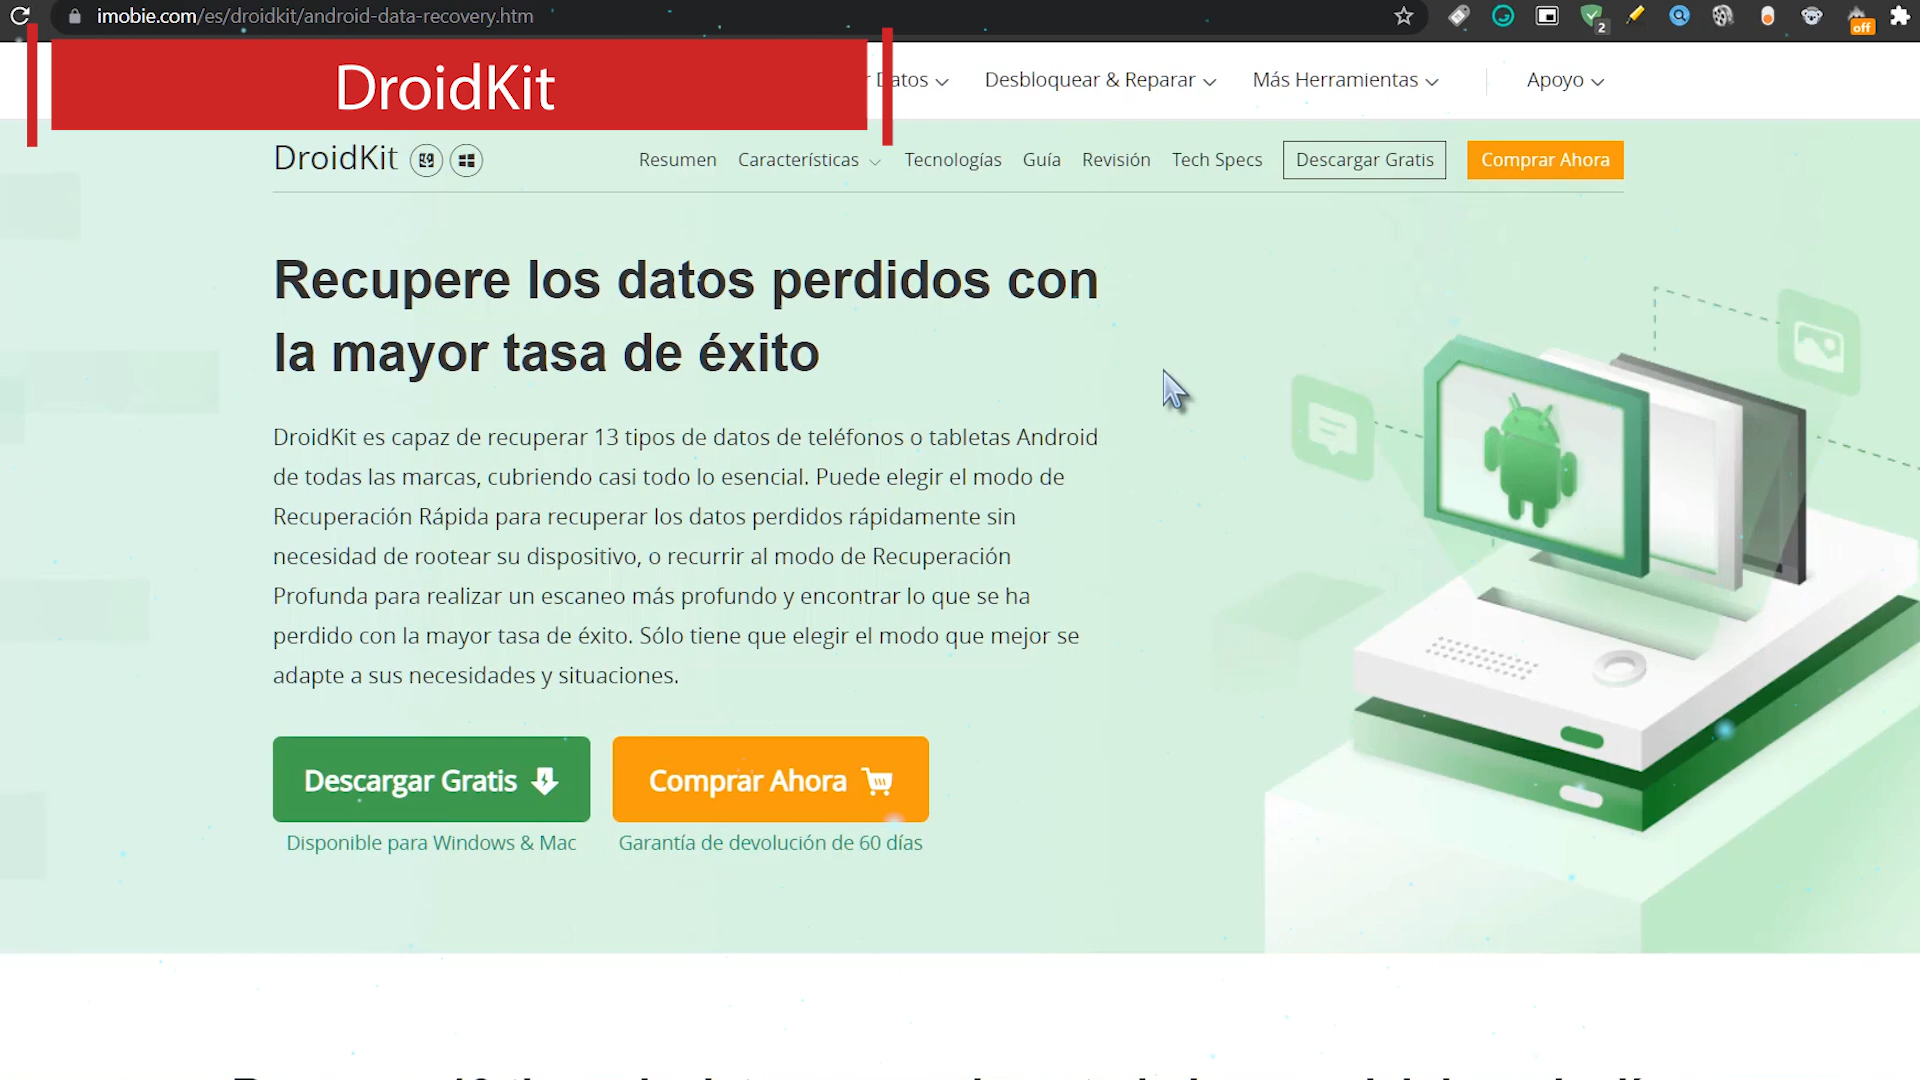 imobie.com/es/droidkit/android-data-recovery.htm
2
off
DroidKit
Datos
Desbloquear & Reparar
Más Herramientas
Apoyo
DroidKit
Resumen
Características
Tecnologías
Guía
Revisión
Tech Specs
Descargar Gratis
Comprar Ahora
Recupere los datos perdidos con
la mayor tasa de éxito
DroidKit es capaz de recuperar 13 tipos de datos de teléfonos o tabletas Android
de todas las marcas, cubriendo casi todo lo esencial. Puede elegir el modo de
Recuperación Rápida para recuperar los datos perdidos rápidamente sin
necesidad de rootear su dispositivo, o recurrir al modo de Recuperación
Profunda para realizar un escaneo más profundo y encontrar lo que se ha
perdido con la mayor tasa de éxito. Sólo tiene que elegir el modo que mejor se
adapte a sus necesidades y situaciones.
Descargar Gratis
Comprar Ahora
Disponible para Windows & Mac
Garantía de devolución de 60 días